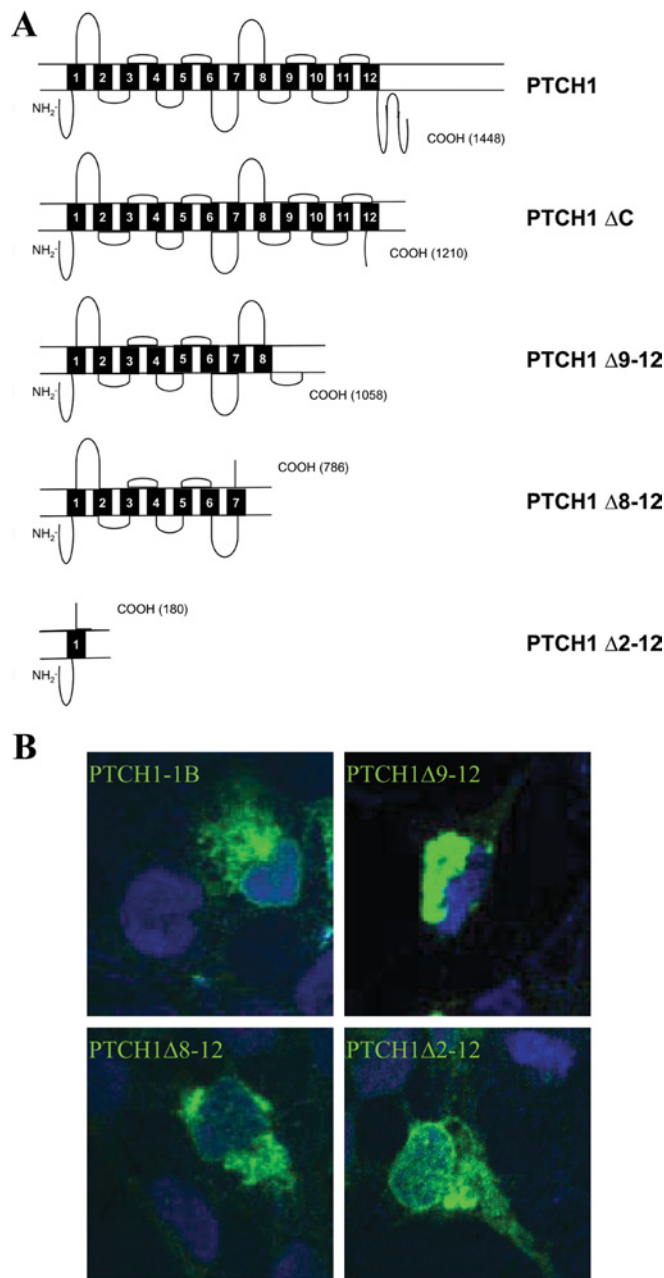 A
1 2 3 4 5 6 7 8 9 10 11 12
NH2-
COOH (1448)
PTCH1
1 2 3 4 5 6 7 8 9 10 11 12
NH2-
COOH (1210)
PTCH1 ΔC
1 2 3 4 5 6 7 8
NH2-
COOH (1058)
PTCH1 Δ9-12
COOH (786)
1 2 3 4 5 6 7
NH2-
PTCH1 Δ8-12
COOH (180)
1
NH2-
PTCH1 Δ2-12
B
PTCH1-1B
PTCH1Δ9-12
PTCH1Δ8-12
PTCH1Δ2-12